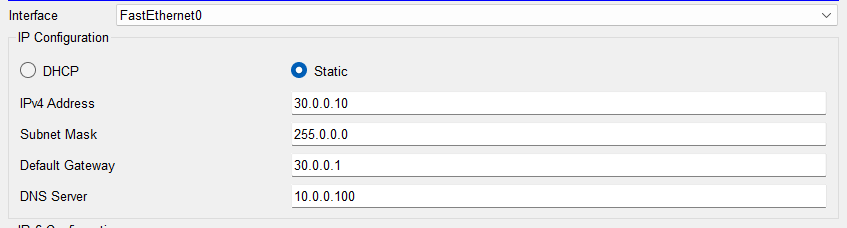 Interface FastEthernet0
IP Configuration
DHCP Static
IPv4 Address 30.0.0.10
Subnet Mask 255.0.0.0
Default Gateway 30.0.0.1
DNS Server 10.0.0.100